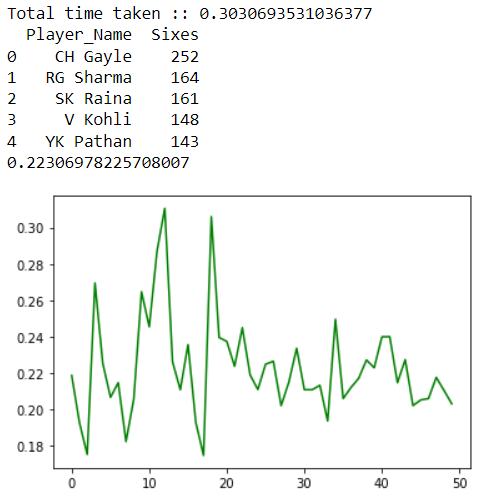 Total time taken :: 0.3030693531036377
Player_Name Sixes
0 CH Gayle 252
1 RG Sharma 164
2 SK Raina 161
3 V Kohli 148
4 YK Pathan 143
0.22306978225708007
0.30
0.28
0.26
0.24
0.22
0.20
0.18
0 10 20 30 40 50